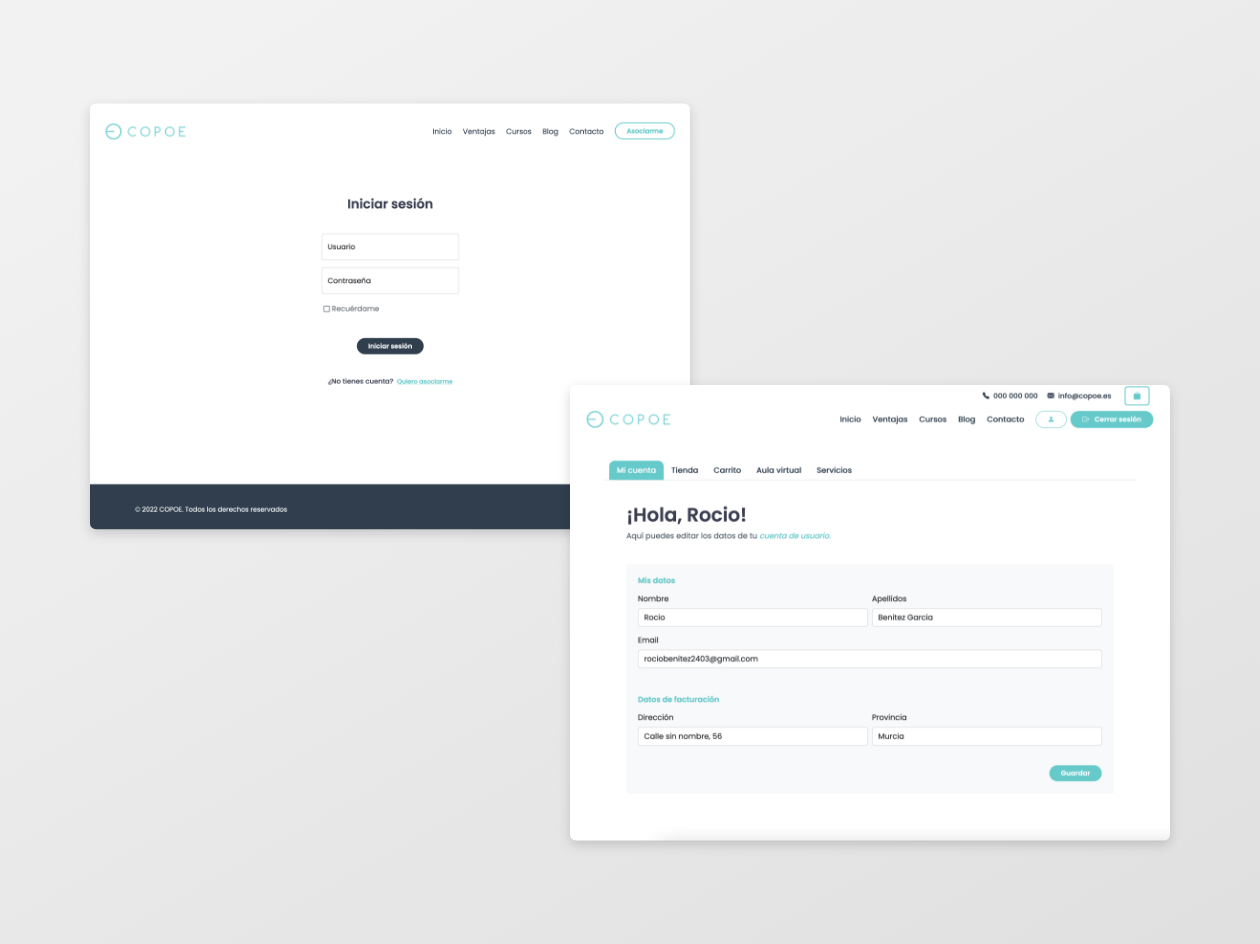 COPOE
Inicio Ventajas Cursos Blog Contacto Asociarme
Iniciar sesión
Usuario
Contraseña
Recuérdame
Iniciar sesión
¿No tienes cuenta? Quiero asociarme
© 2022 COPOE. Todos los derechos reservados
000 000 000 info@copoe.es
COPOE
Inicio Ventajas Cursos Blog Contacto Cerrar sesión
Mi cuenta Tienda Carrito Aula virtual Servicios
¡Hola, Rocio!
Aquí puedes editar los datos de tu cuenta de usuario.
Mis datos
Nombre Apellidos
Rocio Benitez Garcia
Email
rociobenitez2403@gmail.com
Datos de facturación
Dirección Provincia
Calle sin nombre, 56 Murcia
Guardar